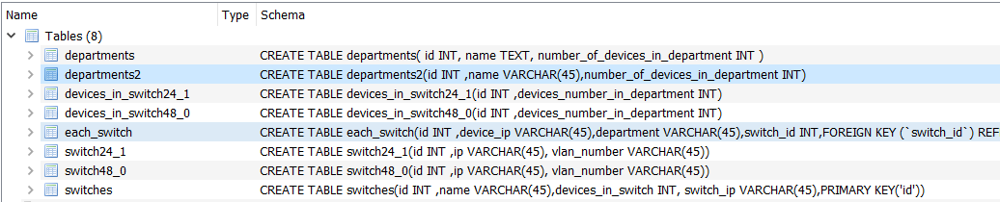 Name Type Schema
Tables (8)
departments CREATE TABLE departments( id INT, name TEXT, number_of_devices_in_department INT )
departments2 CREATE TABLE departments2(id INT ,name VARCHAR(45),number_of_devices_in_department INT)
devices_in_switch24_1 CREATE TABLE devices_in_switch24_1(id INT ,devices_number_in_department INT)
devices_in_switch48_0 CREATE TABLE devices_in_switch48_0(id INT ,devices_number_in_department INT)
each_switch CREATE TABLE each_switch(id INT ,device_ip VARCHAR(45),department VARCHAR(45),switch_id INT,FOREIGN KEY (`switch_id`) REF
switch24_1 CREATE TABLE switch24_1(id INT ,ip VARCHAR(45), vlan_number VARCHAR(45))
switch48_0 CREATE TABLE switch48_0(id INT ,ip VARCHAR(45), vlan_number VARCHAR(45))
switches CREATE TABLE switches(id INT ,name VARCHAR(45),devices_in_switch INT, switch_ip VARCHAR(45),PRIMARY KEY('id'))